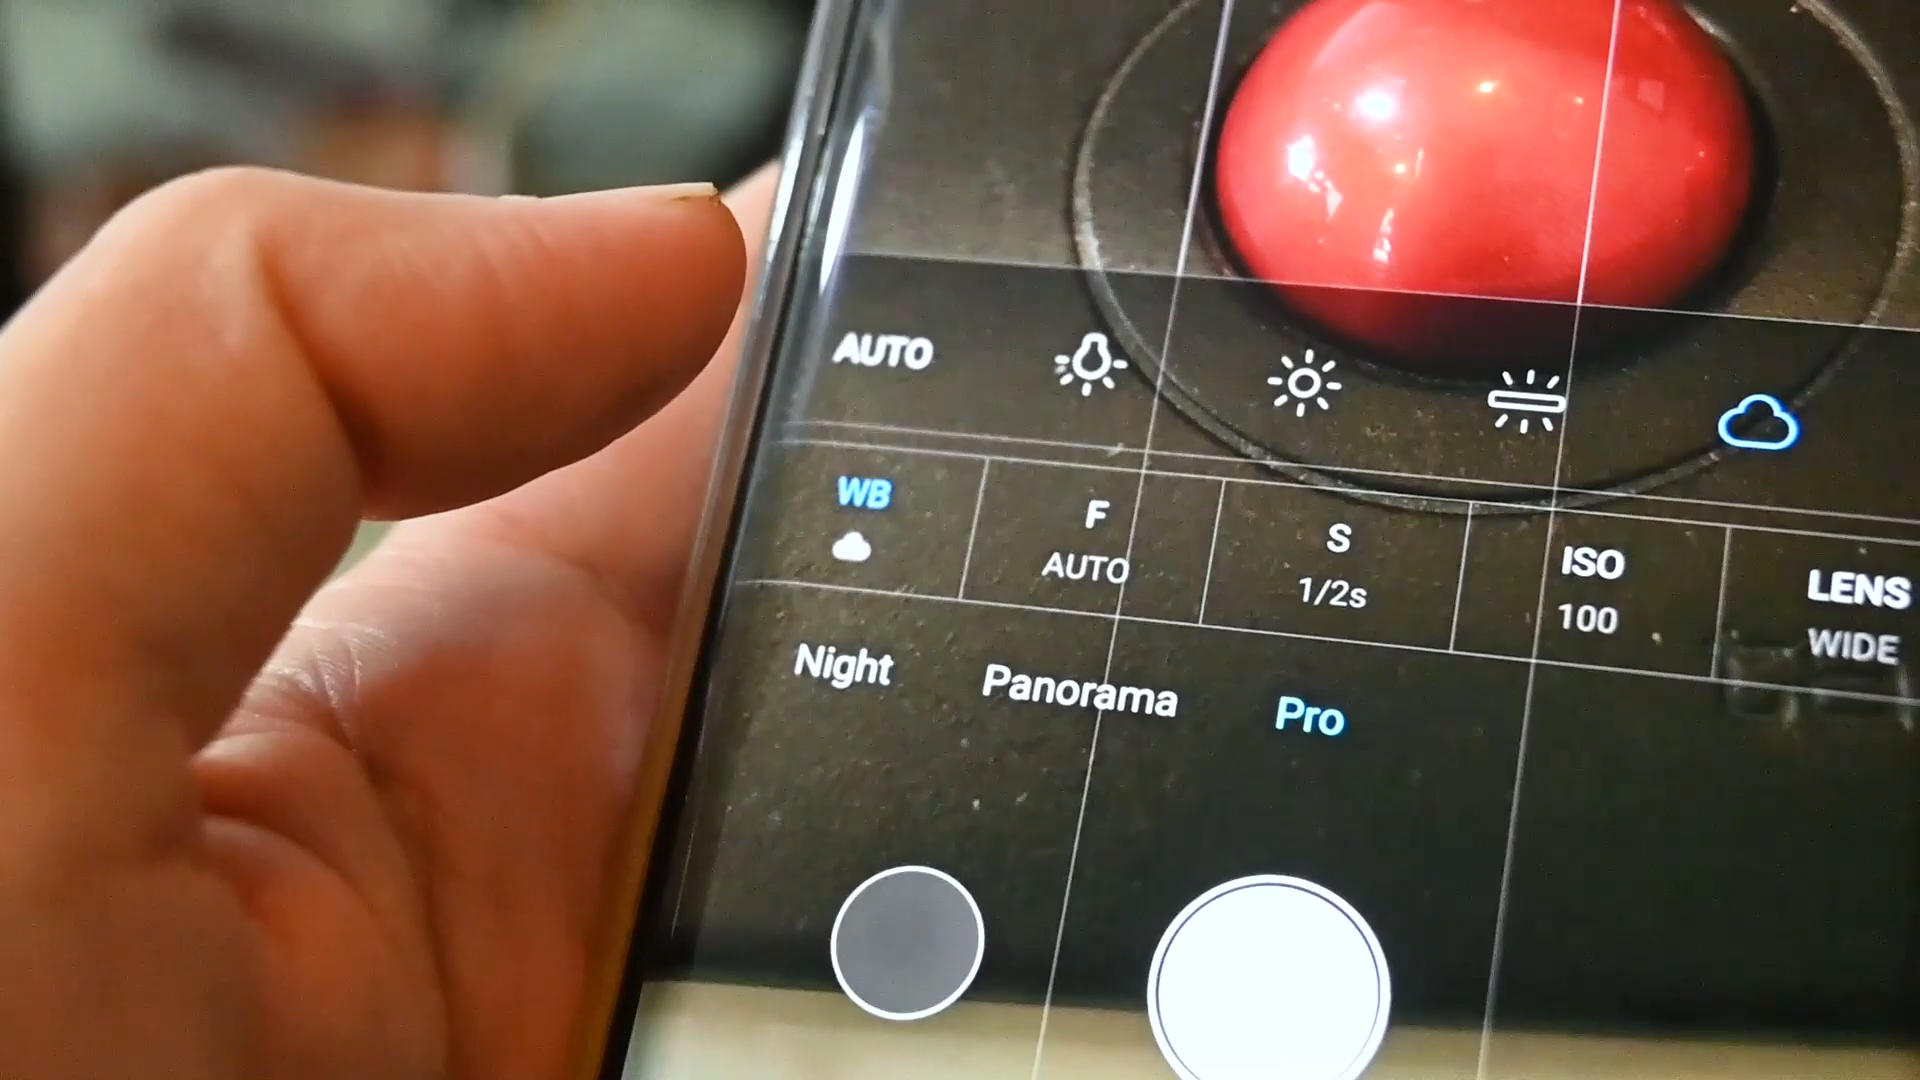 AUTO
WB
F
AUTO
S
1/2s
ISO
100
LENS
WIDE
Night
Panorama
Pro